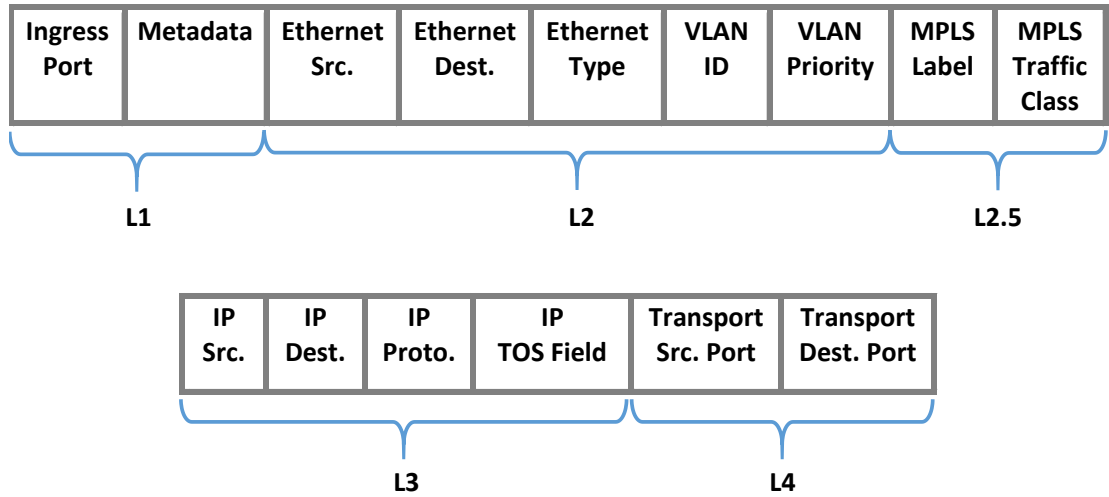 Ingress
Port
Metadata
Ethernet
Src.
Ethernet
Dest.
Ethernet
Type
VLAN
ID
VLAN
Priority
MPLS
Label
MPLS
Traffic
Class
L1
L2
L2.5
IP
Src.
IP
Dest.
IP
Proto.
IP
TOS Field
Transport
Src. Port
Transport
Dest. Port
L3
L4